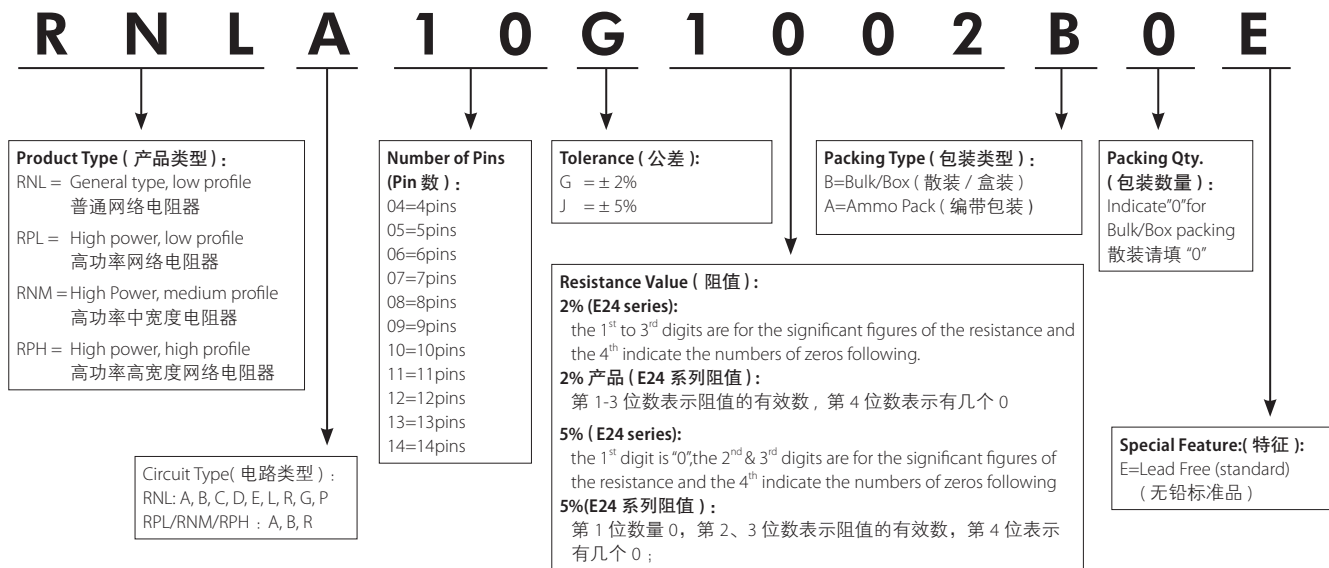 R N L A 1 0 G 1 0 0 2 B 0 E
Product Type ( 产品类型 ) :
RNL = General type, low profile
普通网络电阻器
RPL = High power, low profile
高功率网络电阻器
RNM = High Power, medium profile
高功率中宽度电阻器
RPH = High power, high profile
高功率高宽度网络电阻器
Circuit Type( 电路类型 ) :
RNL: A, B, C, D, E, L, R, G, P
RPL/RNM/RPH : A, B, R
Number of Pins
(Pin 数 ) :
04=4pins
05=5pins
06=6pins
07=7pins
08=8pins
09=9pins
10=10pins
11=11pins
12=12pins
13=13pins
14=14pins
Tolerance ( 公差 ):
G = ± 2%
J = ± 5%
Resistance Value ( 阻值 ) :
2% (E24 series):
the 1st to 3rd digits are for the significant figures of the resistance and
the 4th indicate the numbers of zeros following.
2% 产品 ( E24 系列阻值 ) :
第 1-3 位数表示阻值的有效数 , 第 4 位数表示有几个 0
5% ( E24 series):
the 1st digit is "0",the 2nd & 3rd digits are for the significant figures of
the resistance and the 4th indicate the numbers of zeros following
5%(E24 系列阻值 ) :
第 1 位数量 0，第 2、3 位数表示阻值的有效数，第 4 位表示
有几个 0 ;
Packing Type ( 包装类型 ) :
B=Bulk/Box ( 散装 / 盒装 )
A=Ammo Pack ( 编带包装 )
Packing Qty.
( 包装数量 ) :
Indicate"0"for
Bulk/Box packing
散装请填 "0"
Special Feature:( 特征 ):
E=Lead Free (standard)
( 无铅标准品 )